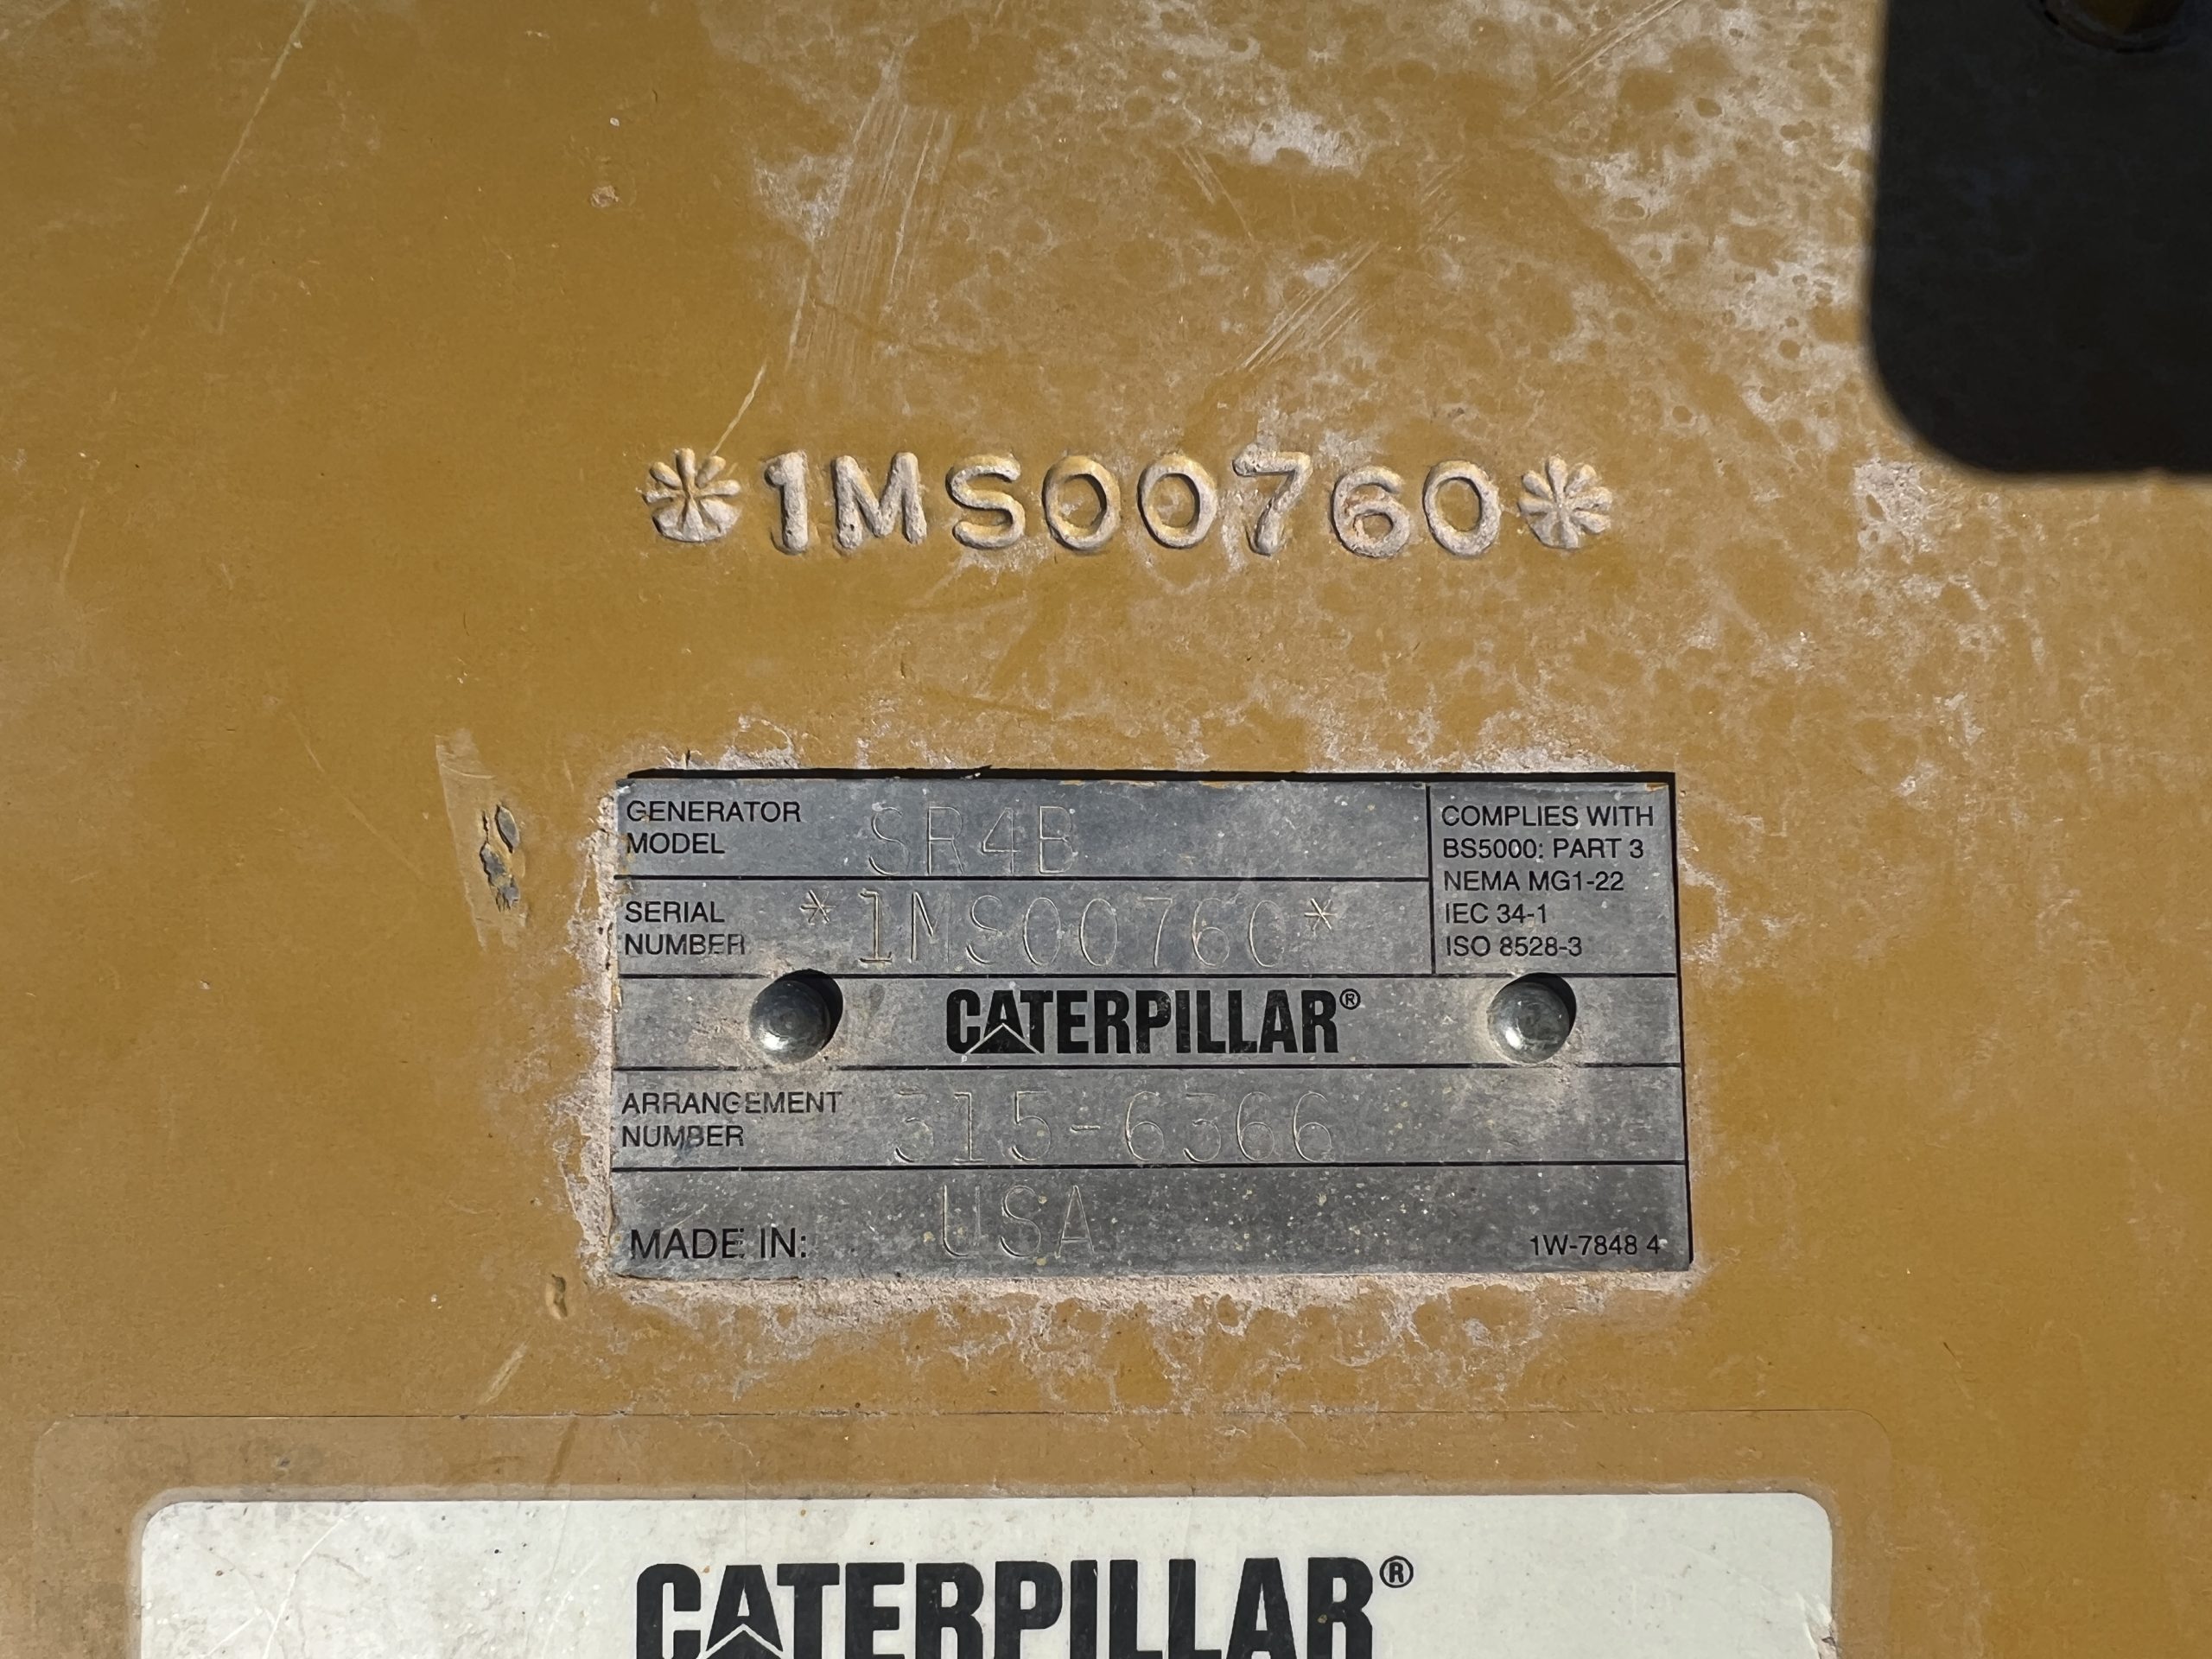 *1MS00760*
GENERATOR MODEL SR4B
COMPLIES WITH
BS5000: PART 3
NEMA MG1-22
IEC 34-1
ISO 8528-3
SERIAL NUMBER *1MS00760*
CATERPILLAR®
ARRANGEMENT NUMBER 315-6366
MADE IN: USA
1W-7848 4
CATERPILLAR®